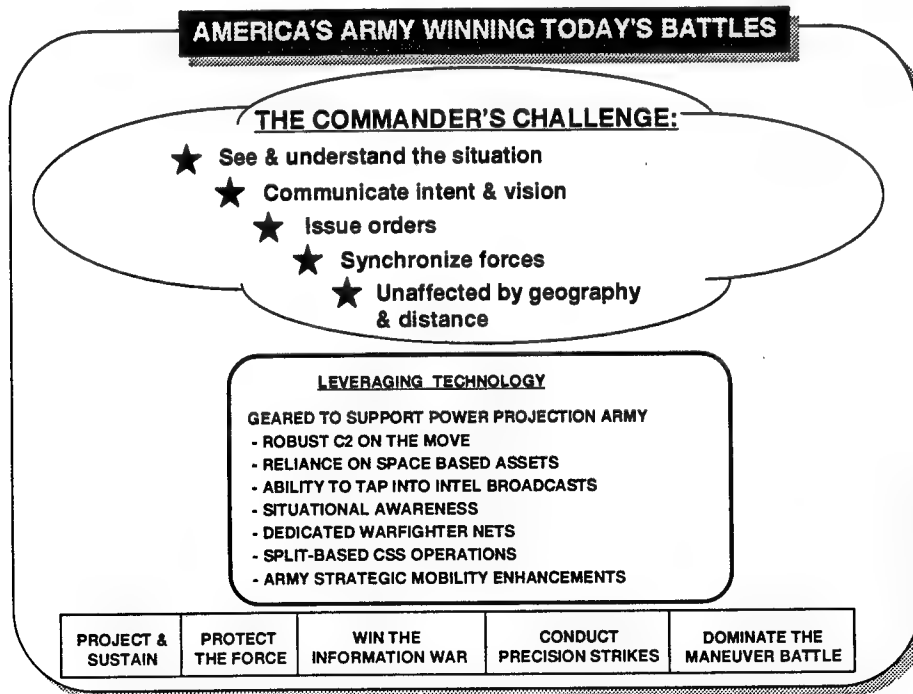 AMERICA'S ARMY WINNING TODAY'S BATTLES
THE COMMANDER'S CHALLENGE:
See & understand the situation
Communicate intent & vision
Issue orders
Synchronize forces
Unaffected by geography
& distance
LEVERAGING TECHNOLOGY
GEARED TO SUPPORT POWER PROJECTION ARMY
- ROBUST C2 ON THE MOVE
- RELIANCE ON SPACE BASED ASSETS
- ABILITY TO TAP INTO INTEL BROADCASTS
- SITUATIONAL AWARENESS
- DEDICATED WARFIGHTER NETS
- SPLIT-BASED CSS OPERATIONS
- ARMY STRATEGIC MOBILITY ENHANCEMENTS
PROJECT &
SUSTAIN
PROTECT
THE FORCE
WIN THE
INFORMATION WAR
CONDUCT
PRECISION STRIKES
DOMINATE THE
MANEUVER BATTLE